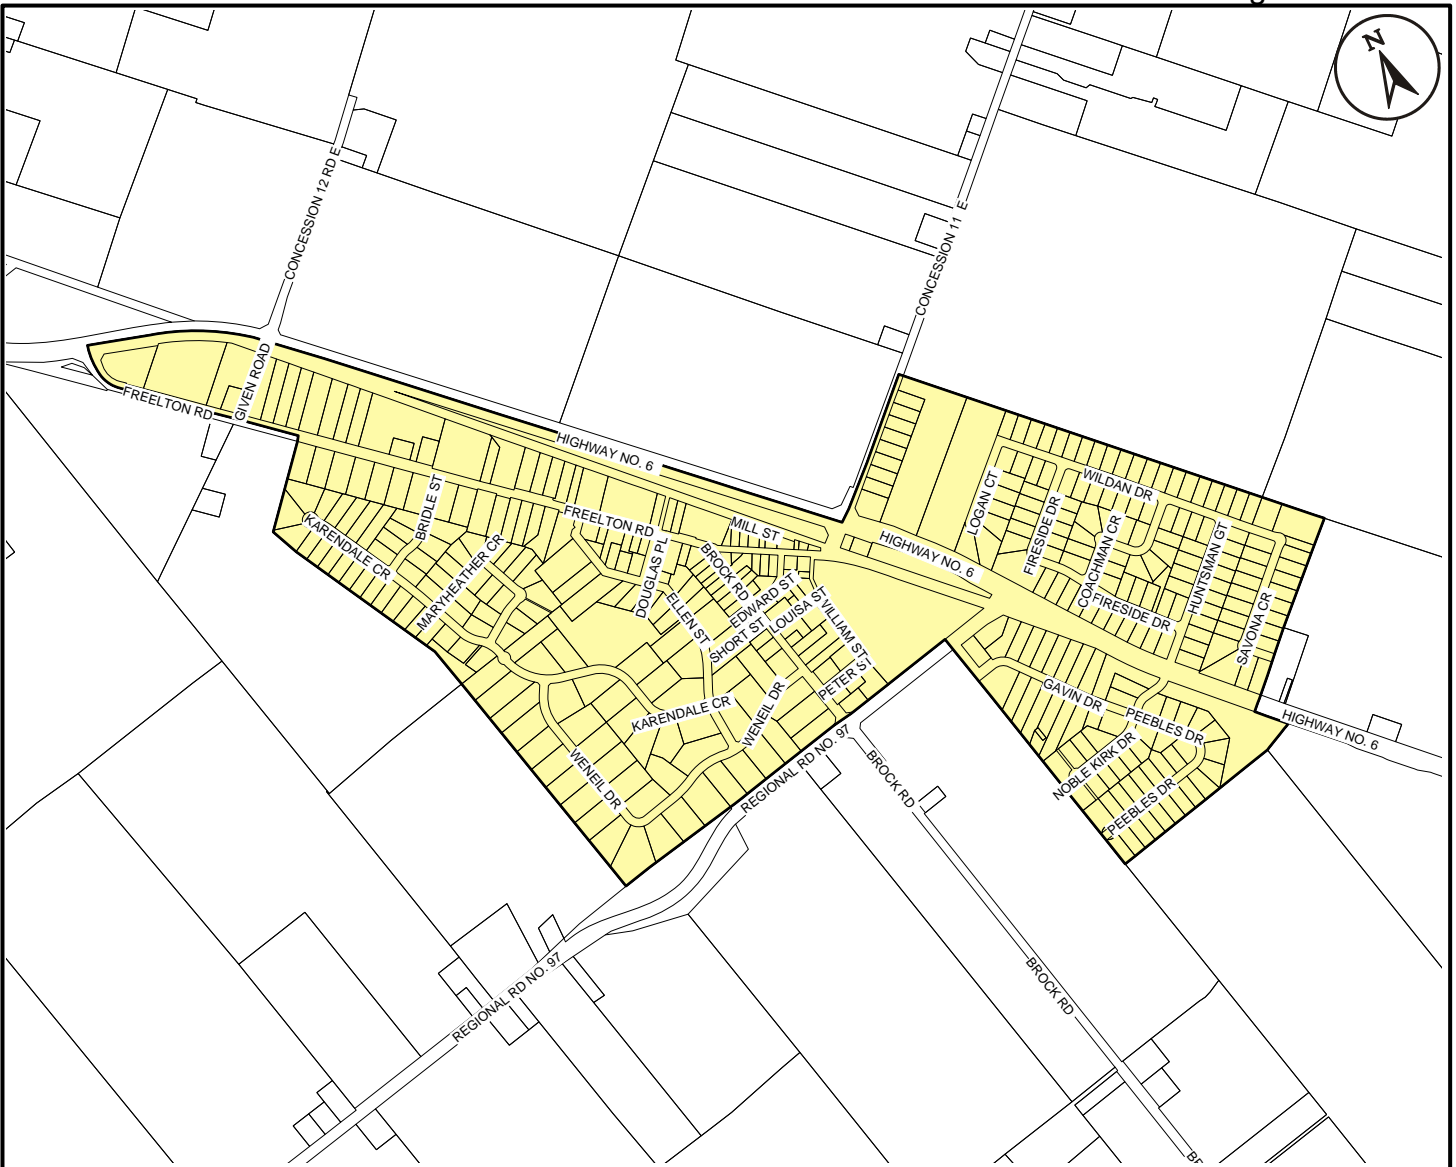 N
CONCESSION 12 RD E
CONCESSION 11 E
GIVEN ROAD
FREELTON RD
HIGHWAY NO. 6
BRIDLE ST
FREELTON RD
MILL ST
HIGHWAY NO. 6
LOGAN CT
WILDAN DR
FIRESIDE DR
COACHMAN CR
HUNTSMAN GT
FIRESIDE DR
SAVONA CR
KARENDALE CR
MARYHEATHER CR
DOUGLAS PL
BROCK RD
EDWARD ST
LOUISA ST
ELLEN ST
SHORT ST
WILLIAM ST
PETER ST
KARENDALE CR
WENEIL DR
WENEIL DR
GAVIN DR
PEEBLES DR
NOBLE KIRK DR
PEEBLES DR
HIGHWAY NO. 6
REGIONAL RD NO. 97
BROCK RD
REGIONAL RD NO. 97
BROCK RD